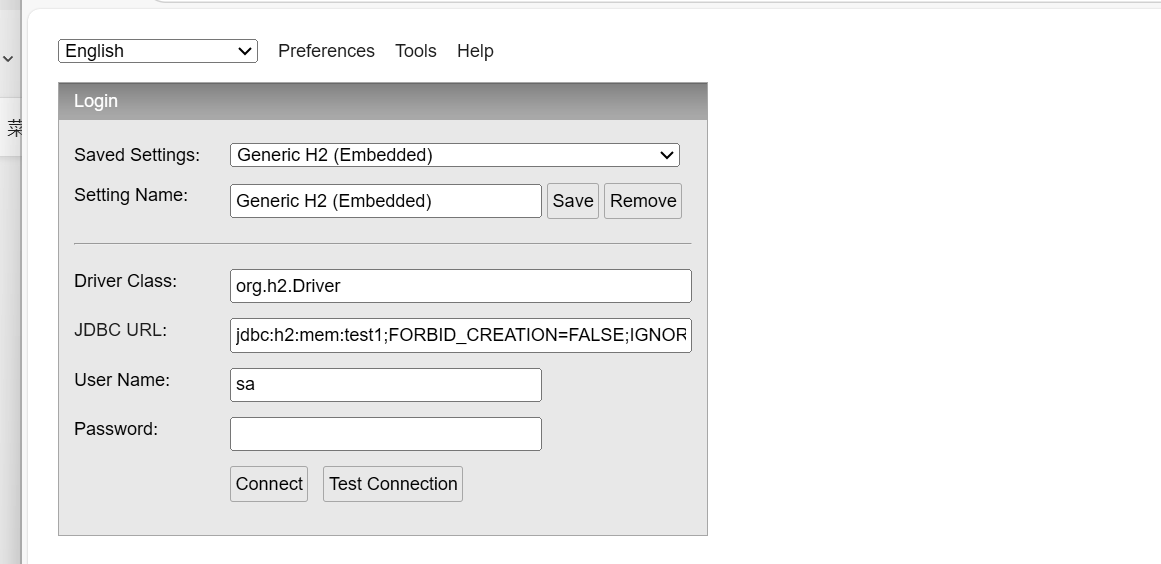 English Preferences Tools Help
Login
Saved Settings: Generic H2 (Embedded)
Setting Name: Generic H2 (Embedded) Save Remove
Driver Class: org.h2.Driver
JDBC URL: jdbc:h2:mem:test1;FORBID_CREATION=FALSE;IGNOR
User Name: sa
Password:
Connect Test Connection
菜